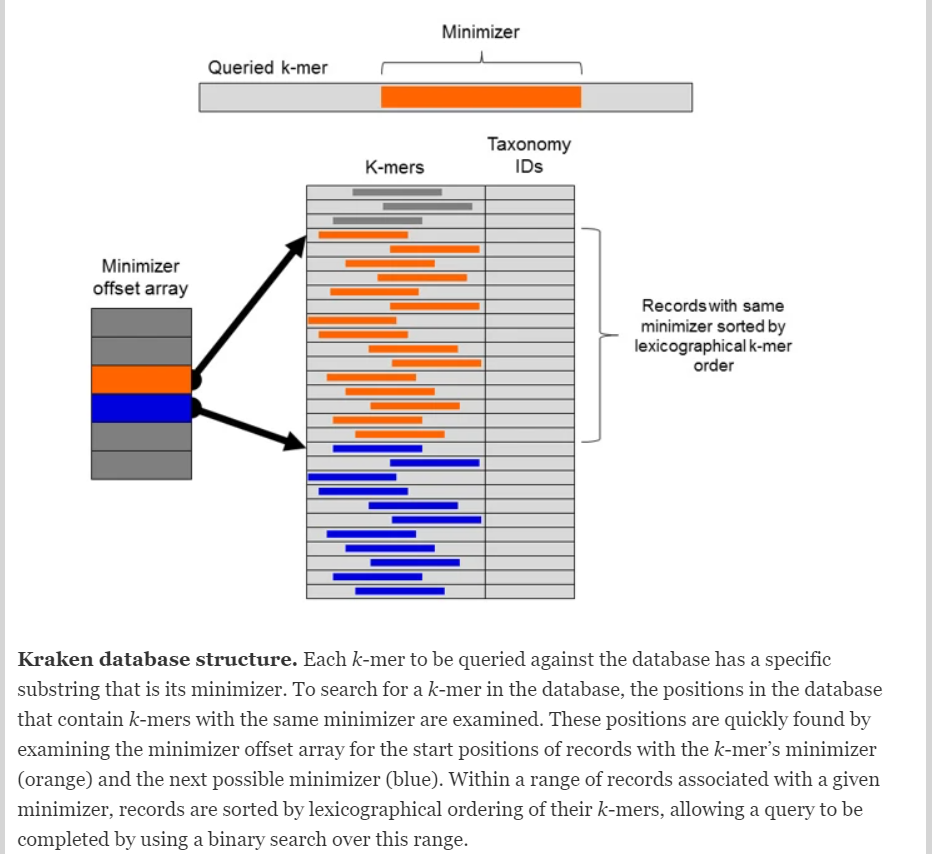 Minimizer
Queried k-mer
Taxonomy
IDs
K-mers
Minimizer
offset array
Records with same
minimizer sorted by
lexicographical k-mer
order
Kraken database structure. Each k-mer to be queried against the database has a specific
substring that is its minimizer. To search for a k-mer in the database, the positions in the database
that contain k-mers with the same minimizer are examined. These positions are quickly found by
examining the minimizer offset array for the start positions of records with the k-mer’s minimizer
(orange) and the next possible minimizer (blue). Within a range of records associated with a given
minimizer, records are sorted by lexicographical ordering of their k-mers, allowing a query to be
completed by using a binary search over this range.